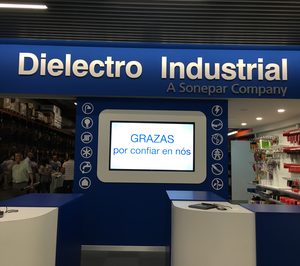 Dielectro Industrial
A Sonepar Company
GRAZAS
por confiar en nós